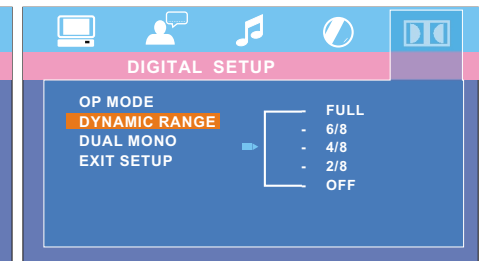 DIGITAL SETUP
OP MODE
DYNAMIC RANGE
DUAL MONO
EXIT SETUP
FULL
- 6/8
- 4/8
- 2/8
OFF